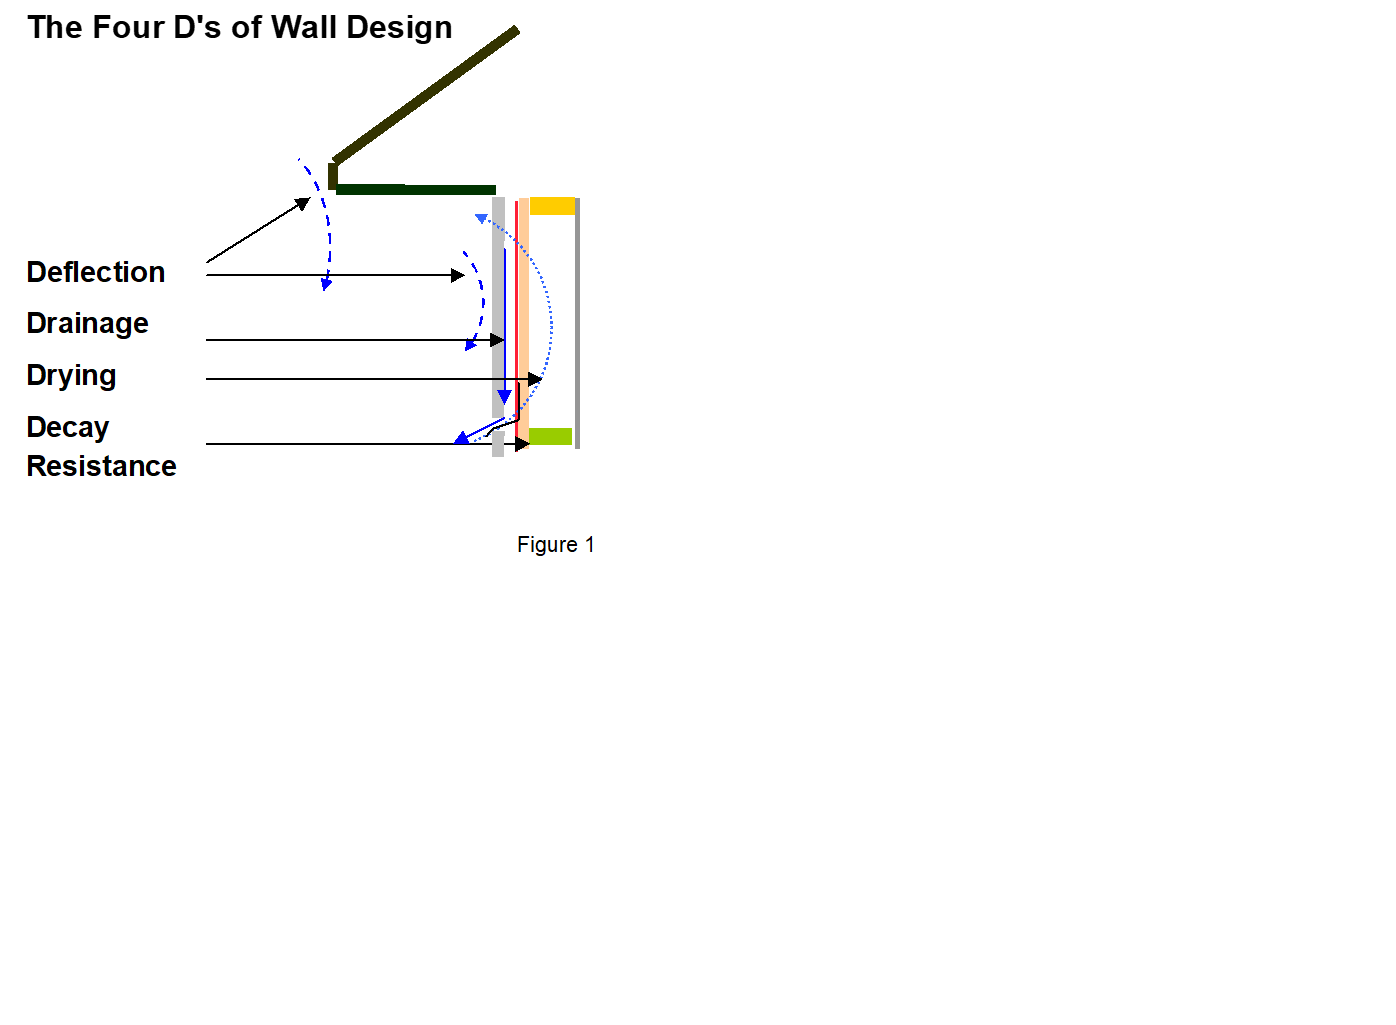 The Four D's of Wall Design
Deflection
Drainage
Drying
Decay
Resistance
Figure 1